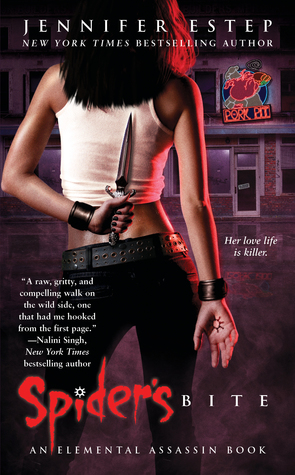 JENNIFER ESTEP
NEW YORK TIMES BESTSELLING AUTHOR
PORK PIT
Her love life
is killer.
“A raw, gritty, and
compelling walk on
the wild side, one
that had me hooked
from the first page.”
—Nalini Singh,
New York Times
bestselling author
Spider's BITE
AN ELEMENTAL ASSASSIN BOOK